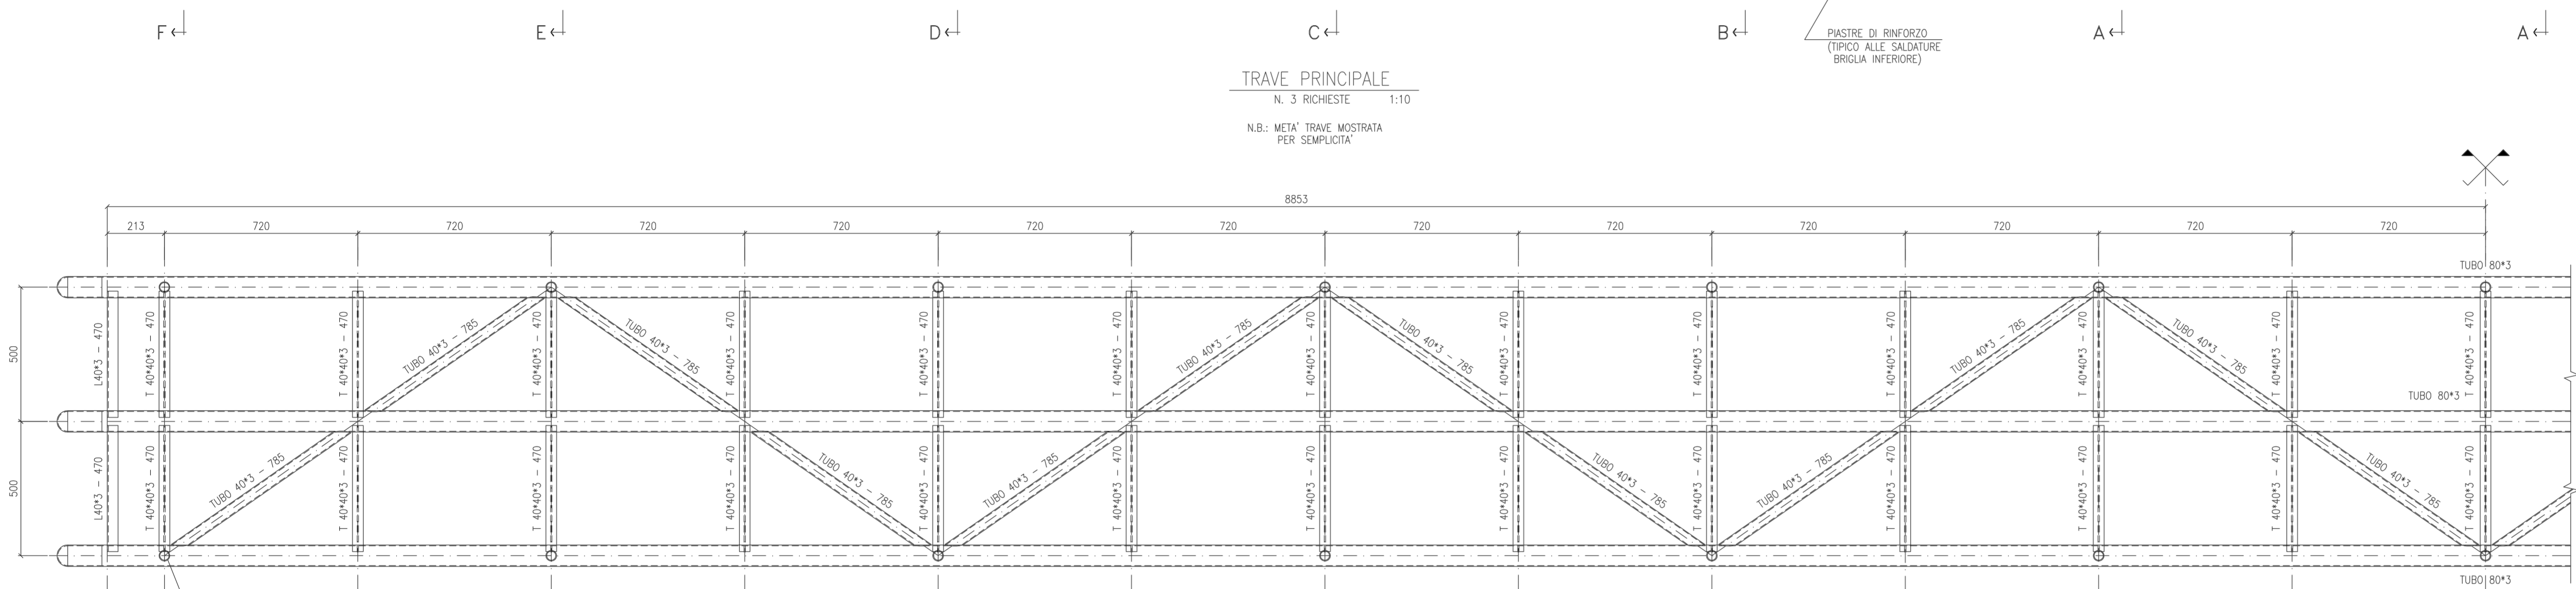 F
E
D
C
B
A
A
PIASTRE DI RINFORZO
(TIPICO ALLE SALDATURE
BRIGLIA INFERIORE)
TRAVE PRINCIPALE
N. 3 RICHIESTE 1:10
N.B.: META' TRAVE MOSTRATA
PER SEMPLICITA'
8853
213
720
720
720
720
720
720
720
720
720
720
720
720
TUBO 80*3
500
L40*3 - 470
T 40*40*3 - 470
T 40*40*3 - 470
TUBO 40*3 - 785
T 40*40*3 - 470
TUBO 40*3 - 785
T 40*40*3 - 470
T 40*40*3 - 470
T 40*40*3 - 470
TUBO 40*3 - 785
T 40*40*3 - 470
TUBO 40*3 - 785
T 40*40*3 - 470
T 40*40*3 - 470
T 40*40*3 - 470
TUBO 40*3 - 785
T 40*40*3 - 470
TUBO 40*3 - 785
T 40*40*3 - 470
T 40*40*3 - 470
TUBO 80*3
500
L40*3 - 470
T 40*40*3 - 470
TUBO 40*3 - 785
T 40*40*3 - 470
T 40*40*3 - 470
T 40*40*3 - 470
TUBO 40*3 - 785
T 40*40*3 - 470
TUBO 40*3 - 785
T 40*40*3 - 470
T 40*40*3 - 470
T 40*40*3 - 470
TUBO 40*3 - 785
T 40*40*3 - 470
TUBO 40*3 - 785
T 40*40*3 - 470
T 40*40*3 - 470
T 40*40*3 - 470
TUBO 40*3 - 785
T 40*40*3 - 470
TUBO 80*3